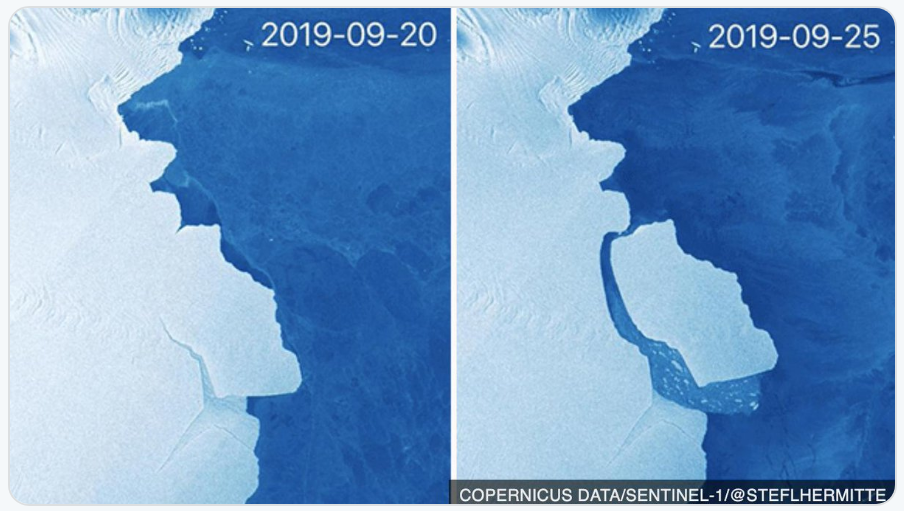 2019-09-20
2019-09-25
COPERNICUS DATA/SENTINEL-1/@STEFLHERMITTE